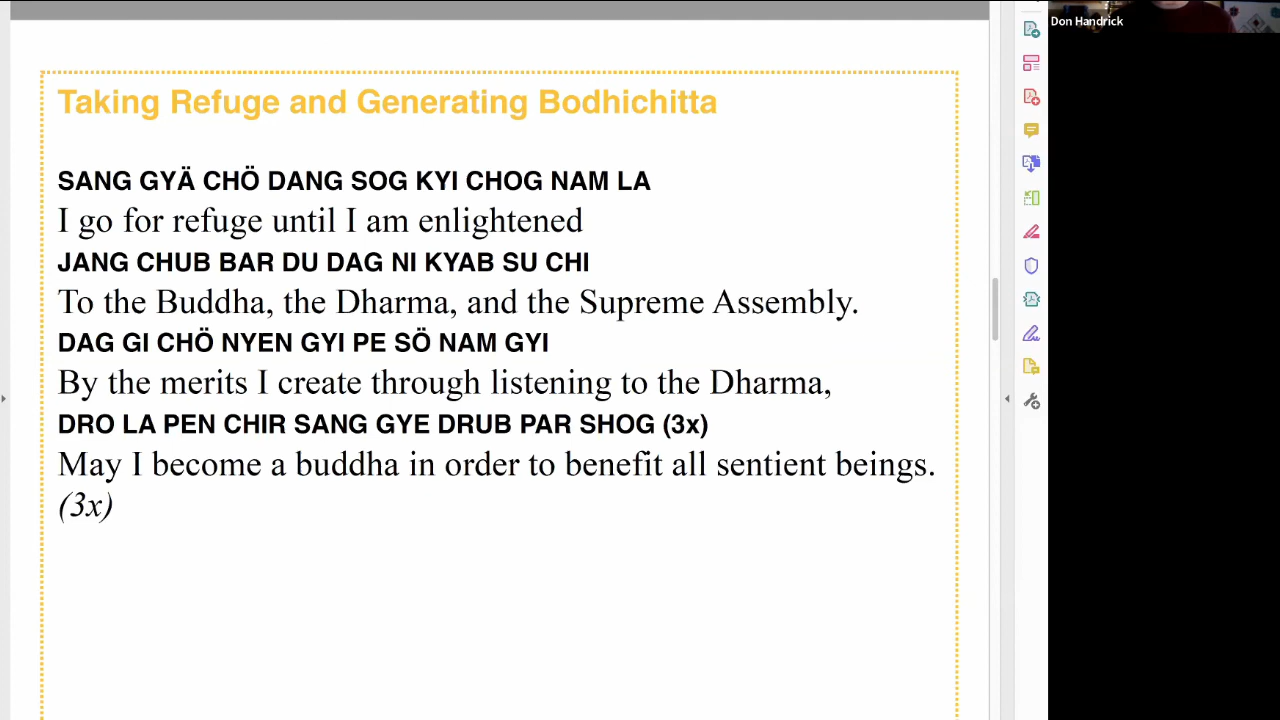 Don Handrick
Taking Refuge and Generating Bodhichitta
SANG GYÄ CHÖ DANG SOG KYI CHOG NAM LA
I go for refuge until I am enlightened
JANG CHUB BAR DU DAG NI KYAB SU CHI
To the Buddha, the Dharma, and the Supreme Assembly.
DAG GI CHÖ NYEN GYI PE SÖ NAM GYI
By the merits I create through listening to the Dharma,
DRO LA PEN CHIR SANG GYE DRUB PAR SHOG (3x)
May I become a buddha in order to benefit all sentient beings.
(3x)